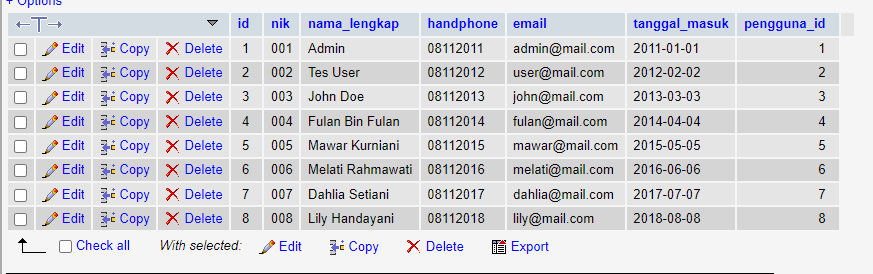 + Options
id nik nama_lengkap handphone email tanggal_masuk pengguna_id
Edit Copy Delete 1 001 Admin 08112011 admin@mail.com 2011-01-01 1
Edit Copy Delete 2 002 Tes User 08112012 user@mail.com 2012-02-02 2
Edit Copy Delete 3 003 John Doe 08112013 john@mail.com 2013-03-03 3
Edit Copy Delete 4 004 Fulan Bin Fulan 08112014 fulan@mail.com 2014-04-04 4
Edit Copy Delete 5 005 Mawar Kurniani 08112015 mawar@mail.com 2015-05-05 5
Edit Copy Delete 6 006 Melati Rahmawati 08112016 melati@mail.com 2016-06-06 6
Edit Copy Delete 7 007 Dahlia Setiani 08112017 dahlia@mail.com 2017-07-07 7
Edit Copy Delete 8 008 Lily Handayani 08112018 lily@mail.com 2018-08-08 8
Check all With selected: Edit Copy Delete Export